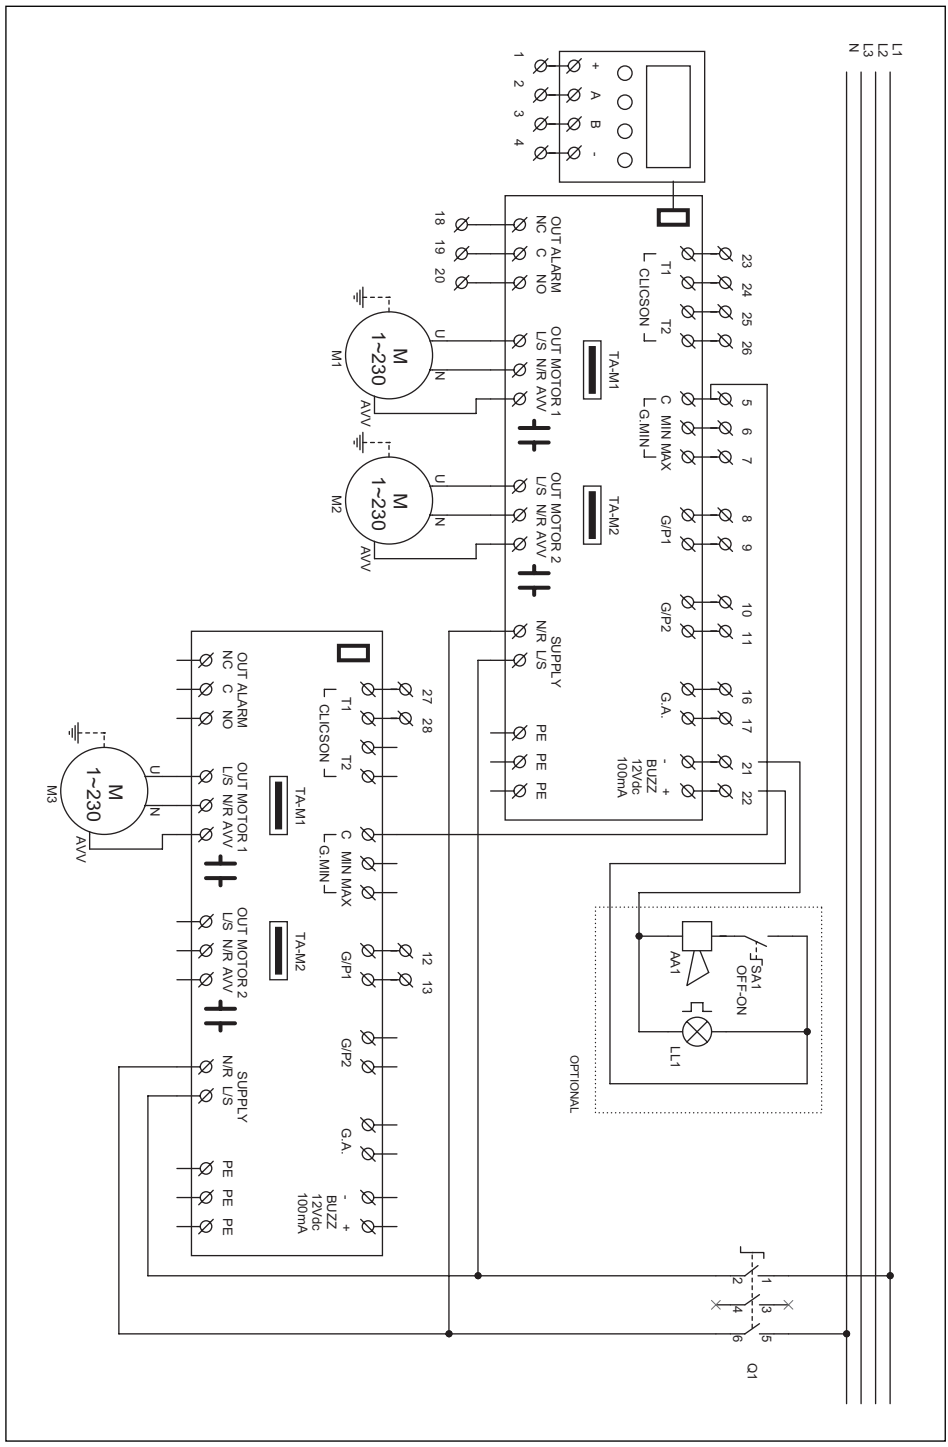 L1
L2
L3
N
1 2 3 4
+ A B -
23 24 25 26 5 6 7 8 9 10 11 16 17 21 22
T1 T2 C MIN MAX G/P1 G/P2 G.A. - +
CLICSON G.MIN BUZZ
12Vdc
100mA
TA-M1 TA-M2
OUT ALARM OUT MOTOR 1 OUT MOTOR 2 SUPPLY
NC C NO L/S N/R AVV L/S N/R AVV N/R L/S PE PE PE
18 19 20
U N AVV
M
1~230
M1
U N AVV
M
1~230
M2
SA1
OFF-ON
AA1
LL1
OPTIONAL
27 28 12 13
T1 T2 C MIN MAX G/P1 G/P2 G.A. - +
CLICSON G.MIN BUZZ
12Vdc
100mA
TA-M1 TA-M2
OUT ALARM OUT MOTOR 1 OUT MOTOR 2 SUPPLY
NC C NO L/S N/R AVV L/S N/R AVV N/R L/S PE PE PE
U N AVV
M
1~230
M3
1 3 5
2 4 6
Q1